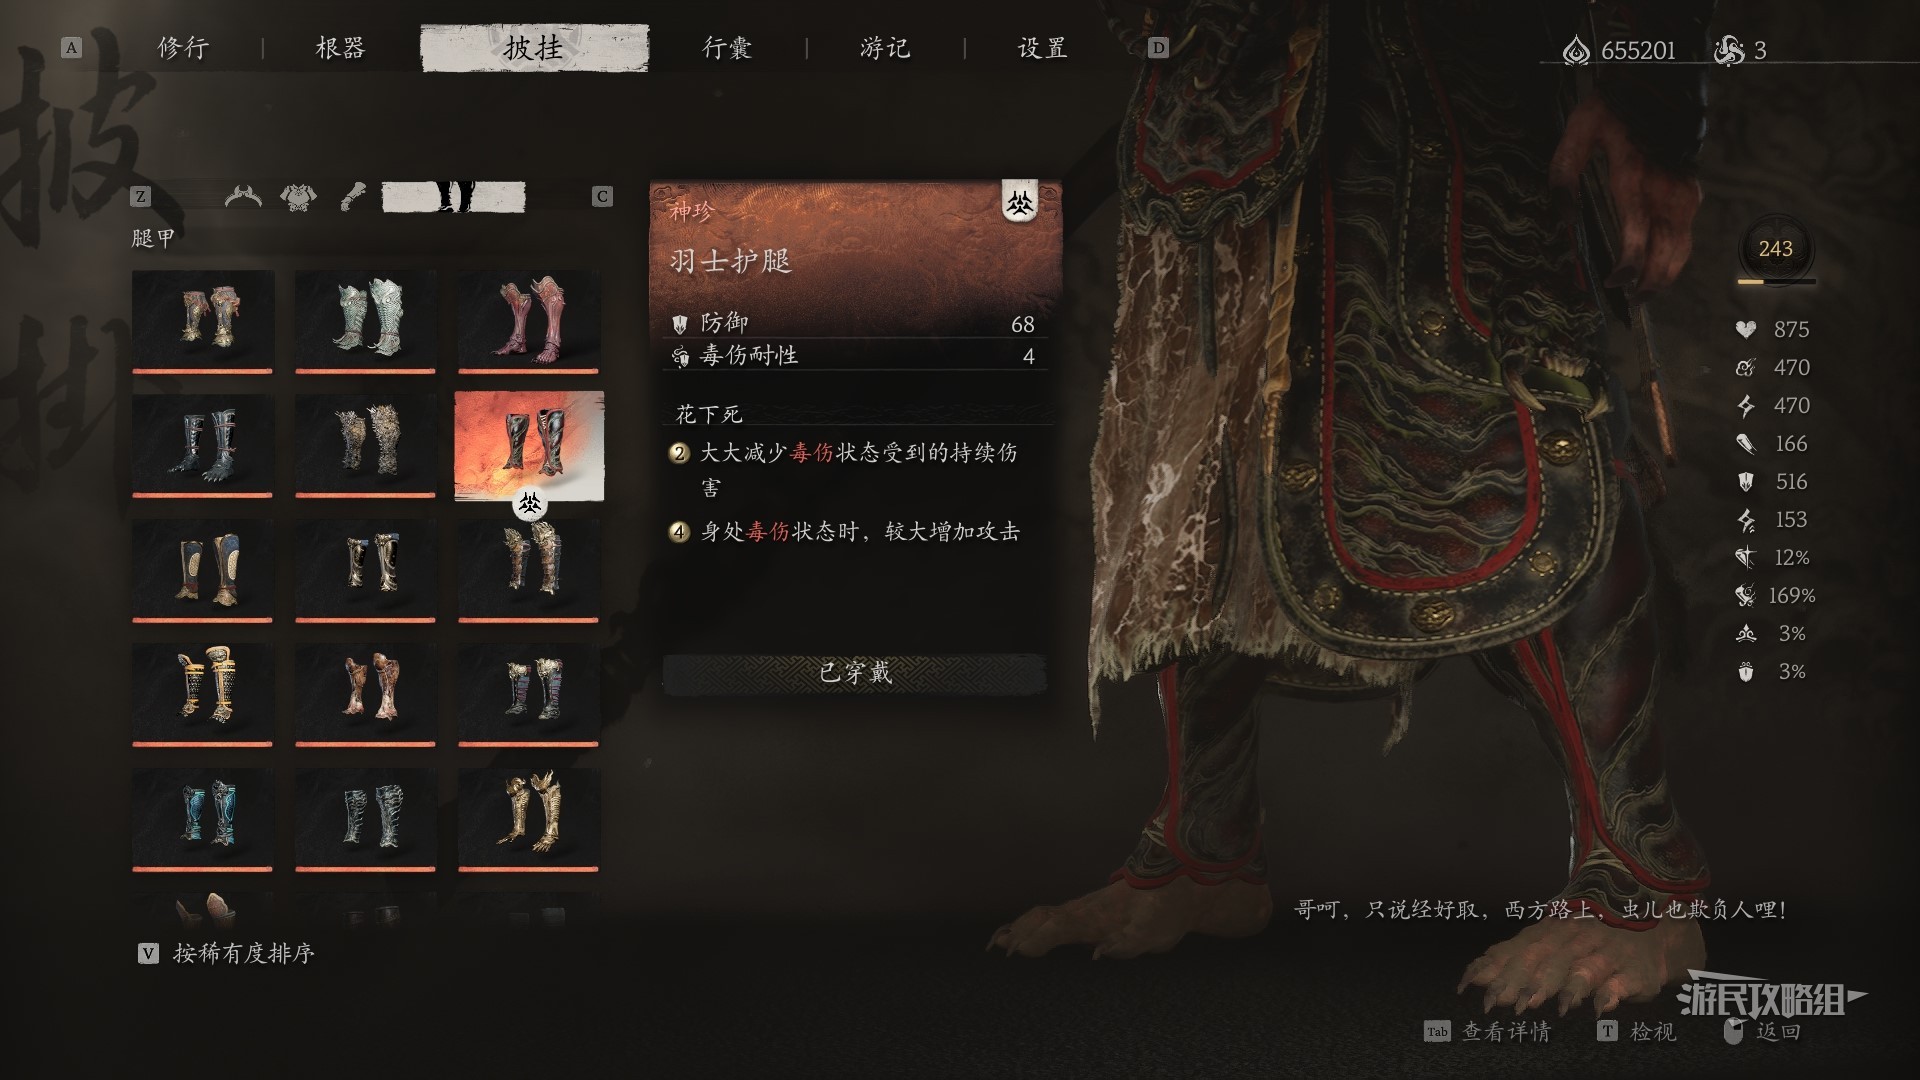 A 修行 | 根器 披挂 行囊 | 游记 | 设置 D
655201 3
披挂
Z C
腿甲
神珍
羽士护腿
防御 68
毒伤耐性 4
花下死
2 大大减少毒伤状态受到的持续伤
害
4 身处毒伤状态时，较大增加攻击
已穿戴
243
875
470
470
166
516
153
12%
169%
3%
3%
哥呵，只说经好取，西方路上，虫儿也欺负人哩！
V 按稀有度排序
游民攻略组
Tab 查看详情 T 检视 返回